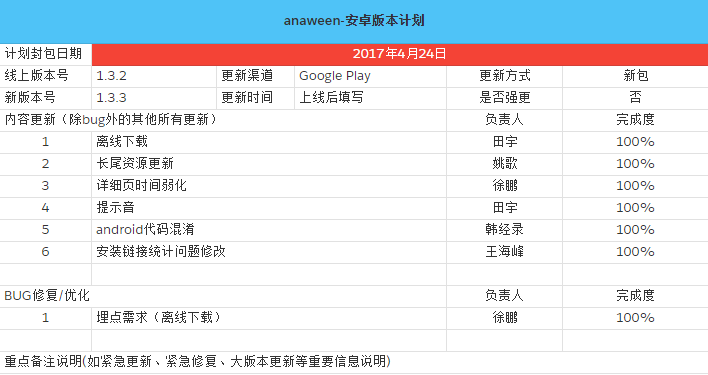 anaween-安卓版本计划
计划封包日期 2017年4月24日
线上版本号 1.3.2 更新渠道 Google Play 更新方式 新包
新版本号 1.3.3 更新时间 上线后填写 是否强更 否
内容更新（除bug外的其他所有更新） 负责人 完成度
1 离线下载 田宇 100%
2 长尾资源更新 姚歌 100%
3 详细页时间弱化 徐鹏 100%
4 提示音 田宇 100%
5 android代码混淆 韩经录 100%
6 安装链接统计问题修改 王海峰 100%
BUG修复/优化 负责人 完成度
1 埋点需求（离线下载） 徐鹏 100%
重点备注说明(如紧急更新、紧急修复、大版本更新等重要信息说明)